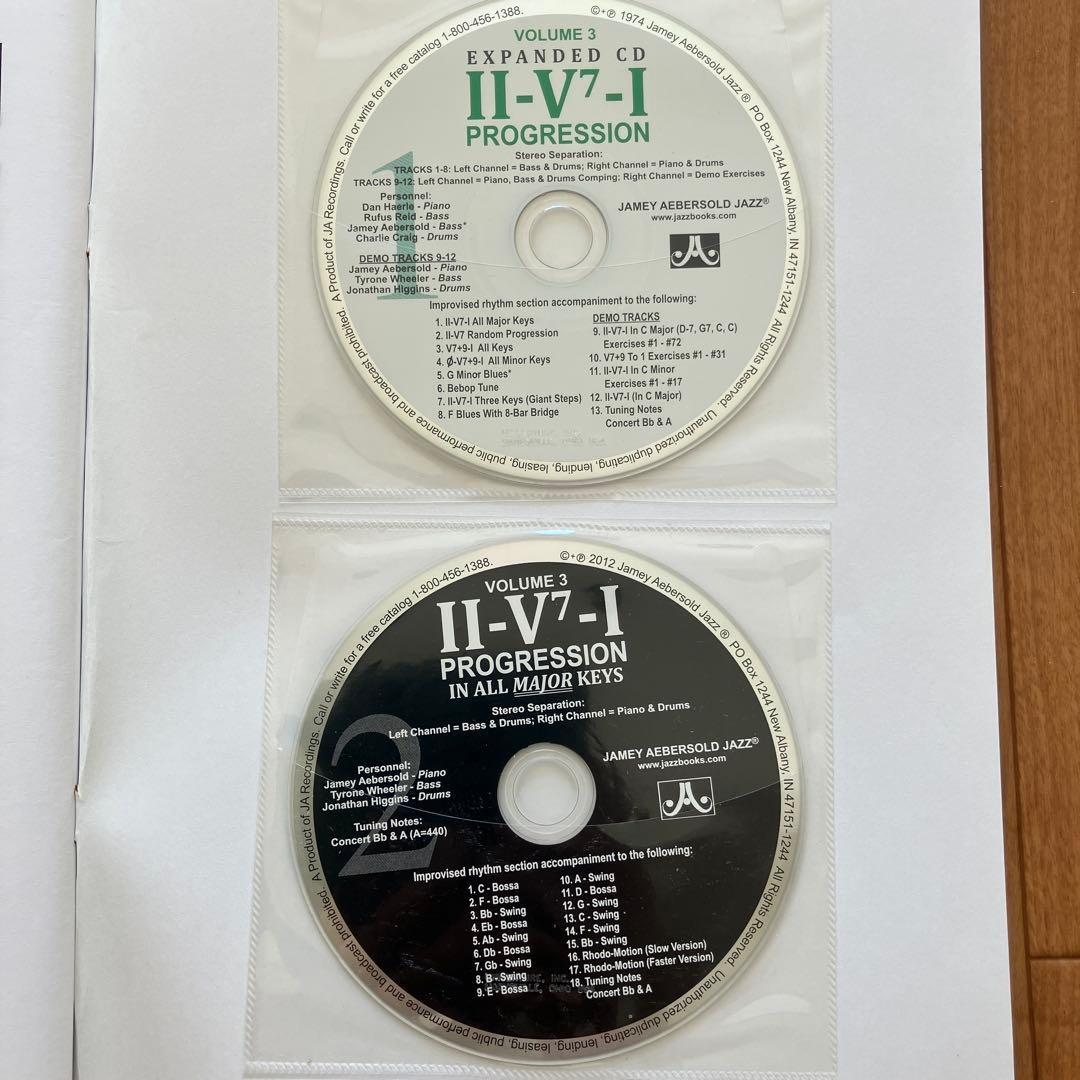 A Product of JA Recordings. Call or write for a free catalog 1-800-456-1388.
©+℗ 1974 Jamey Aebersold Jazz® PO Box 1244 New Albany, IN 47151-1244 All Rights Reserved. Unauthorized duplicating, lending, leasing, public performance and broadcast prohibited.
VOLUME 3
EXPANDED CD
II-V⁷-I
PROGRESSION
Stereo Separation:
TRACKS 1-8: Left Channel = Bass & Drums; Right Channel = Piano & Drums
TRACKS 9-12: Left Channel = Piano, Bass & Drums Comping; Right Channel = Demo Exercises
1
Personnel:
Dan Haerle - Piano
Rufus Reid - Bass
Jamey Aebersold - Bass*
Charlie Craig - Drums
DEMO TRACKS 9-12
Jamey Aebersold - Piano
Tyrone Wheeler - Bass
Jonathan Higgins - Drums
JAMEY AEBERSOLD JAZZ®
www.jazzbooks.com
Improvised rhythm section accompaniment to the following:
1. II-V7-I All Major Keys
2. II-V7 Random Progression
3. V7+9-I All Keys
4. Ø-V7+9-I All Minor Keys
5. G Minor Blues*
6. Bebop Tune
7. II-V7-I Three Keys (Giant Steps)
8. F Blues With 8-Bar Bridge
DEMO TRACKS
9. II-V7-I In C Major (D-7, G7, C, C)
Exercises #1 - #72
10. V7+9 To 1 Exercises #1 - #31
11. II-V7-I In C Minor
Exercises #1 - #17
12. II-V7-I (In C Major)
13. Tuning Notes
Concert Bb & A
A Product of JA Recordings. Call or write for a free catalog 1-800-456-1388.
©+℗ 2012 Jamey Aebersold Jazz® PO Box 1244 New Albany, IN 47151-1244 All Rights Reserved. Unauthorized duplicating, lending, leasing, public performance and broadcast prohibited.
VOLUME 3
II-V⁷-I
PROGRESSION
IN ALL MAJOR KEYS
Stereo Separation:
Left Channel = Bass & Drums; Right Channel = Piano & Drums
2
Personnel:
Jamey Aebersold - Piano
Tyrone Wheeler - Bass
Jonathan Higgins - Drums
Tuning Notes:
Concert Bb & A (A=440)
JAMEY AEBERSOLD JAZZ®
www.jazzbooks.com
Improvised rhythm section accompaniment to the following:
1. C - Bossa
2. F - Bossa
3. Bb - Swing
4. Eb - Bossa
5. Ab - Swing
6. Db - Bossa
7. Gb - Swing
8. B - Swing
9. E - Bossa
10. A - Swing
11. D - Bossa
12. G - Swing
13. C - Swing
14. F - Swing
15. Bb - Swing
16. Rhodo-Motion (Slow Version)
17. Rhodo-Motion (Faster Version)
18. Tuning Notes
Concert Bb & A